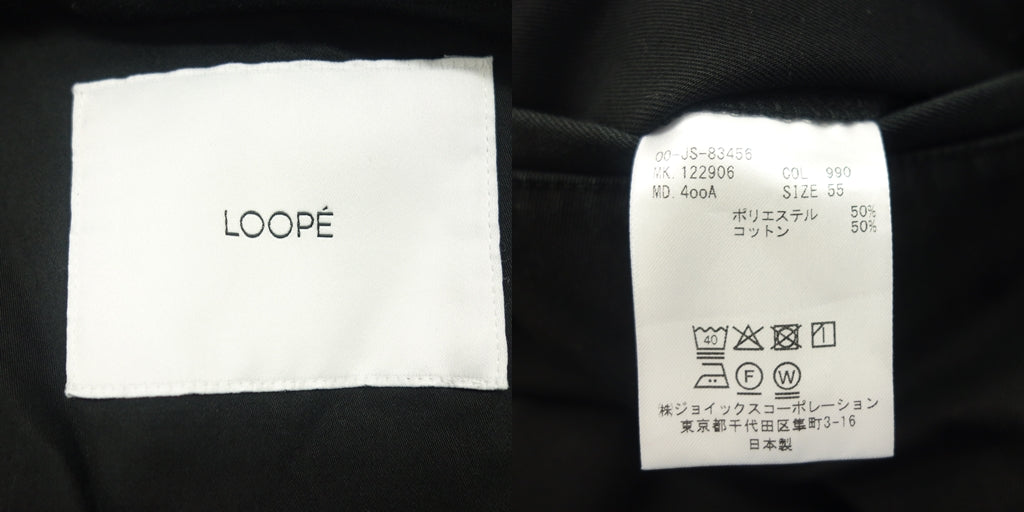 LOOPÉ
00-JS-83456
MK. 122906 COL 990
MD. 4ooA SIZE 55
ポリエステル 50%
コットン 50%
40
F W
㈱ジョイックスコーポレーション
東京都千代田区隼町3-16
日本製